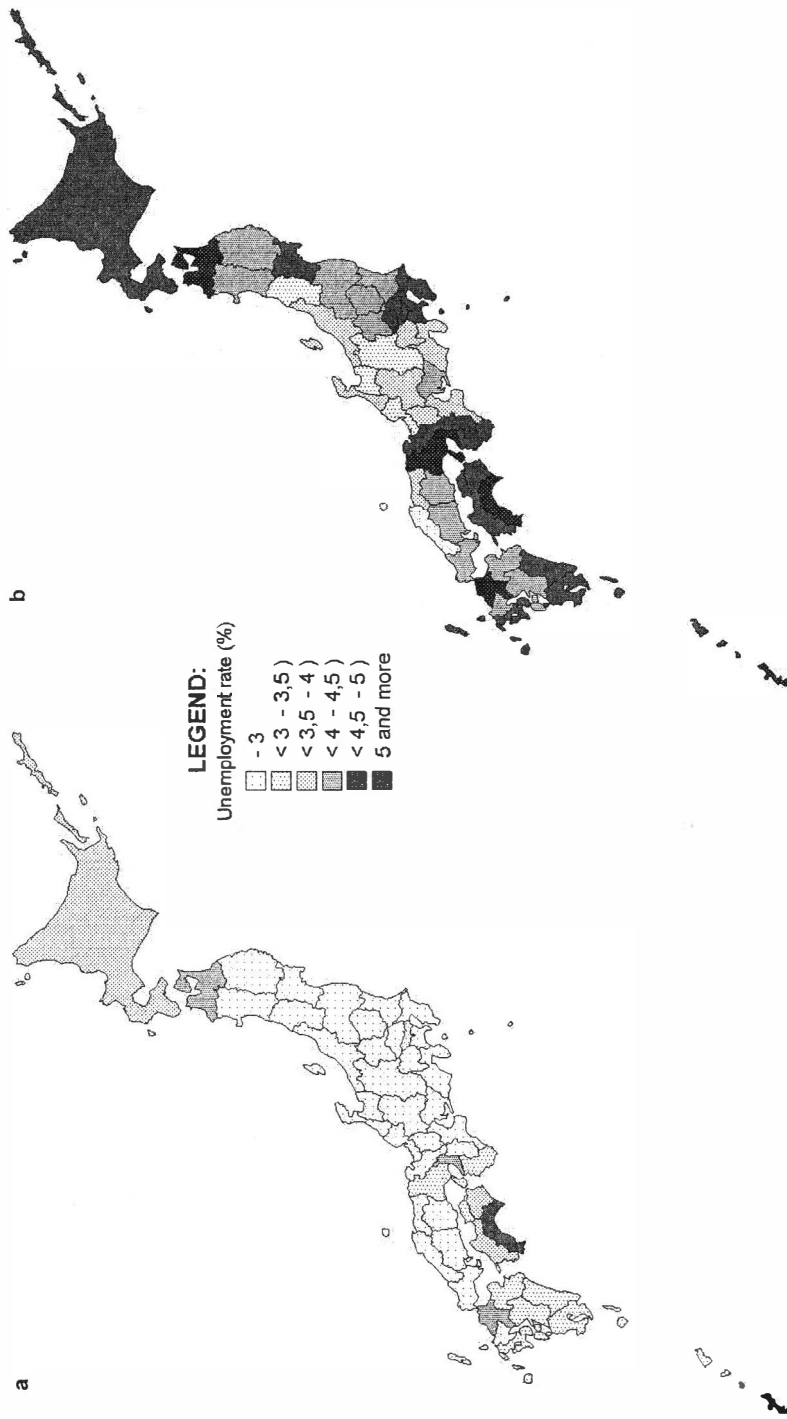 a
b
LEGEND:
Unemployment rate (%)
- 3
< 3 - 3,5 )
< 3,5 - 4 )
< 4 - 4,5 )
< 4,5 - 5 )
5 and more